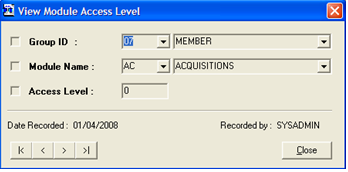 View Module Access Level
Group ID : 07 MEMBER
Module Name : AC ACQUISITIONS
Access Level : 0
Date Recorded : 01/04/2008 Recorded by : SYSADMIN
Close